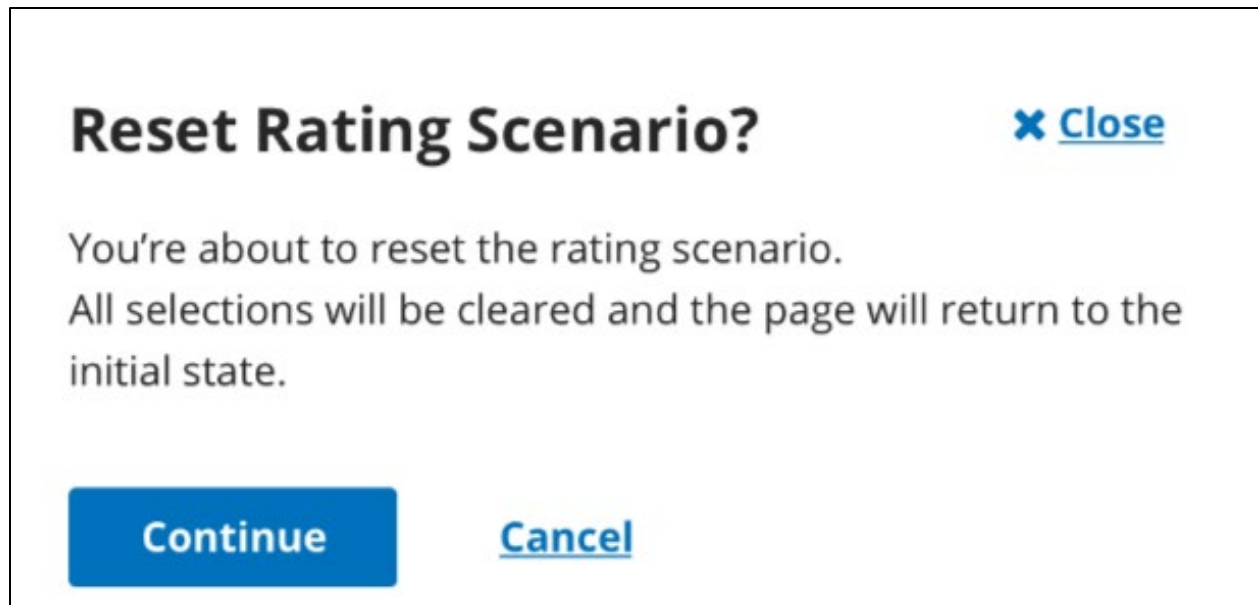 Reset Rating Scenario?
Close
You’re about to reset the rating scenario.
All selections will be cleared and the page will return to the
initial state.
Continue
Cancel